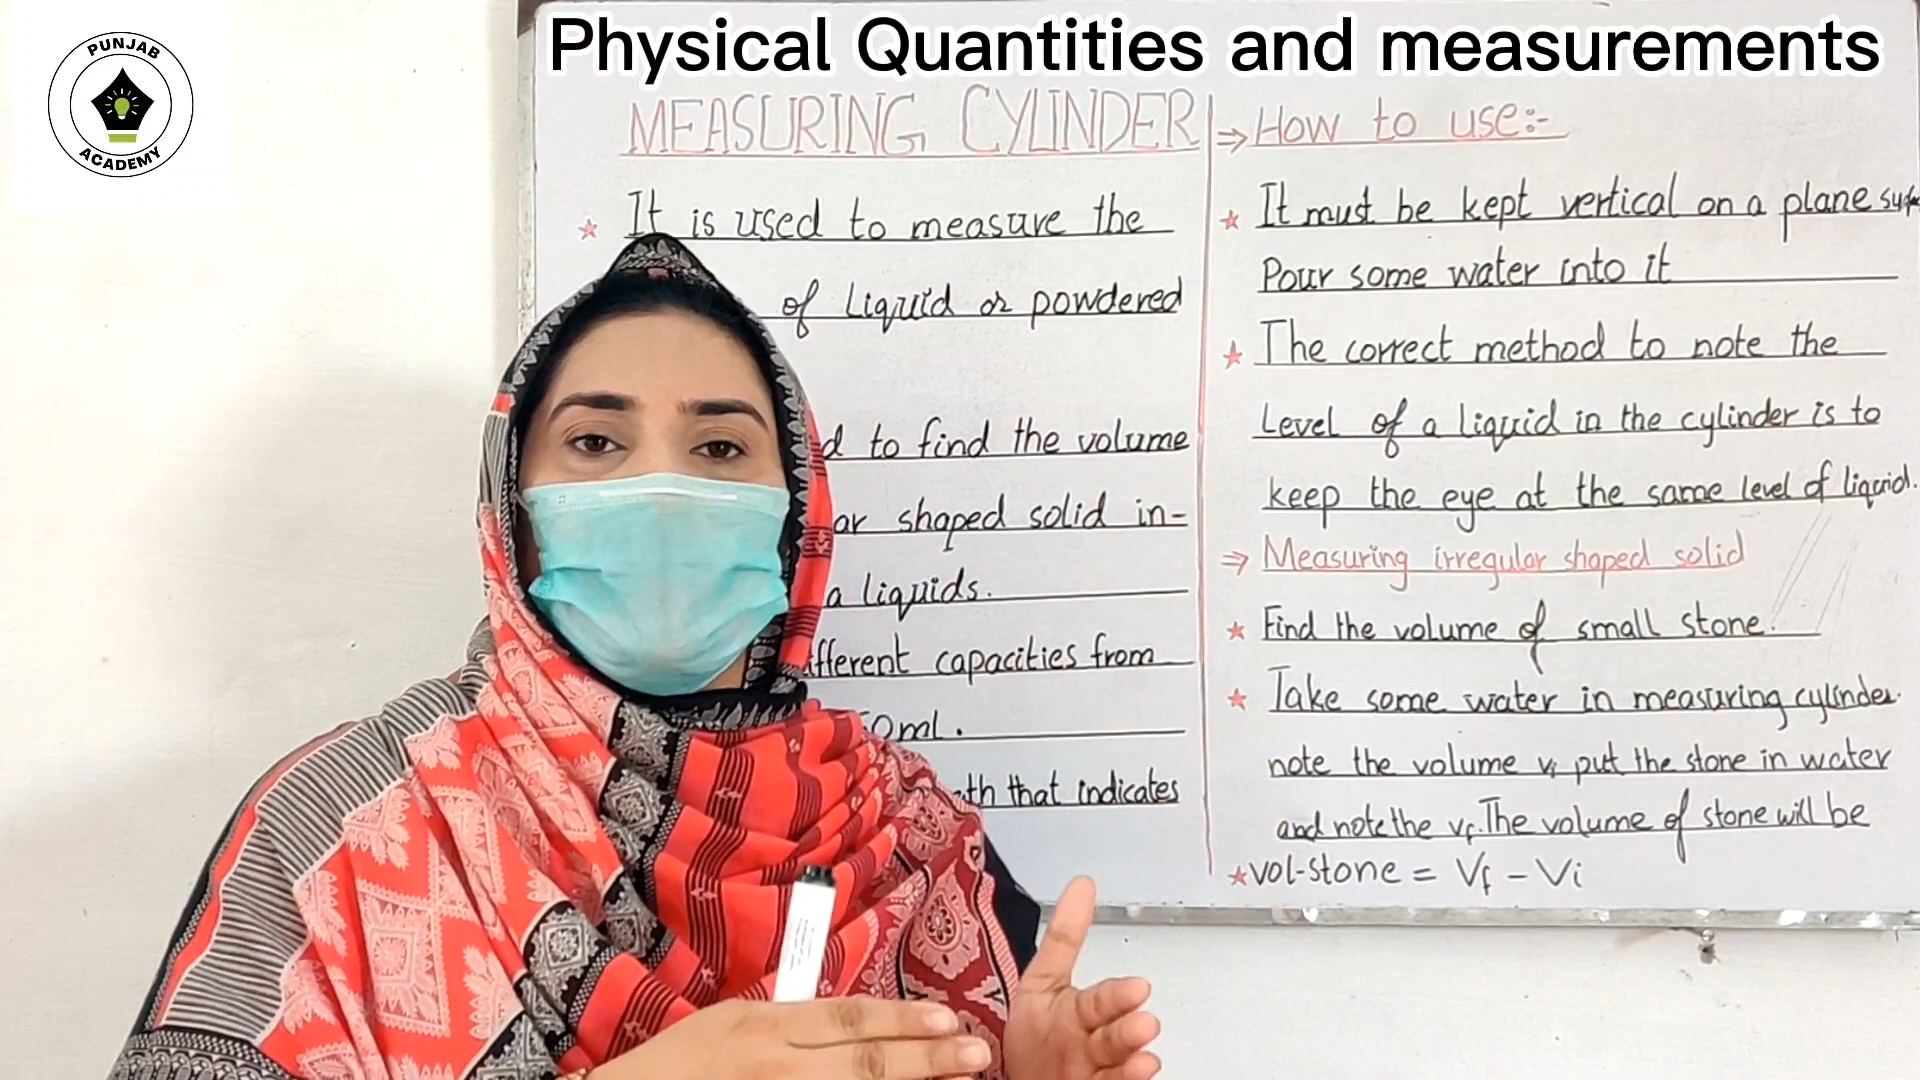 PUNJAB
ACADEMY
Physical Quantities and measurements
MEASURING CYLINDER
It is used to measure the
of liquid or powdered
d to find the volume
ar shaped solid in-
a liquids.
fferent capacities from
0ml.
th that indicates
⇒ How to use:-
★ It must be kept vertical on a plane
Pour some water into it
★ The correct method to note the
Level of a liquid in the cylinder is to
keep the eye at the same level of liquid.
⇒ Measuring irregular shaped solid
★ Find the volume of small stone.
★ Take some water in measuring cylinder.
note the volume vi put the stone in water
and note the vf. The volume of stone will be
★ vol-stone = Vf - Vi